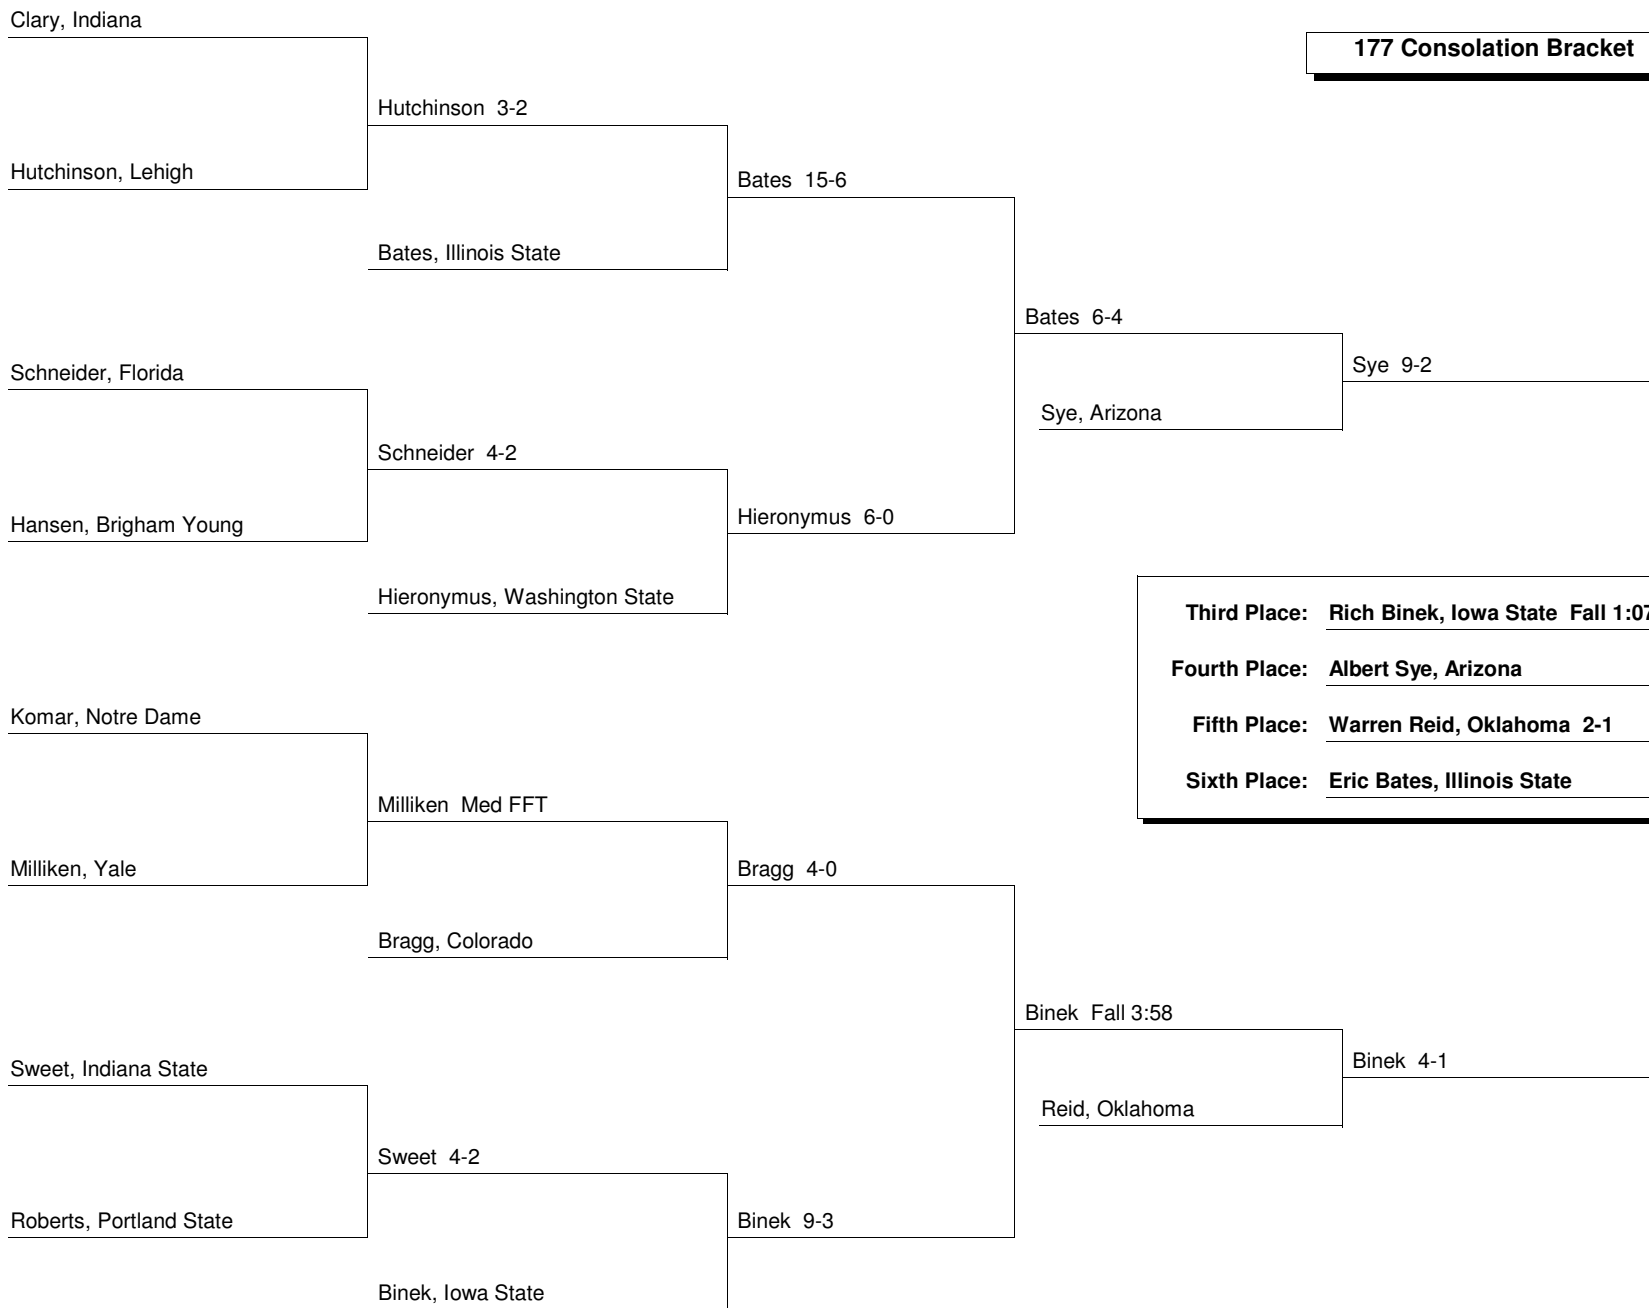 Clary, Indiana
177 Consolation Bracket
Hutchinson 3-2
Hutchinson, Lehigh
Bates 15-6
Bates, Illinois State
Bates 6-4
Schneider, Florida
Sye 9-2
Sye, Arizona
Schneider 4-2
Hansen, Brigham Young
Hieronymus 6-0
Hieronymus, Washington State
Third Place: Rich Binek, Iowa State Fall 1:07
Fourth Place: Albert Sye, Arizona
Fifth Place: Warren Reid, Oklahoma 2-1
Sixth Place: Eric Bates, Illinois State
Komar, Notre Dame
Milliken Med FFT
Milliken, Yale
Bragg 4-0
Bragg, Colorado
Binek Fall 3:58
Sweet, Indiana State
Binek 4-1
Reid, Oklahoma
Sweet 4-2
Roberts, Portland State
Binek 9-3
Binek, Iowa State